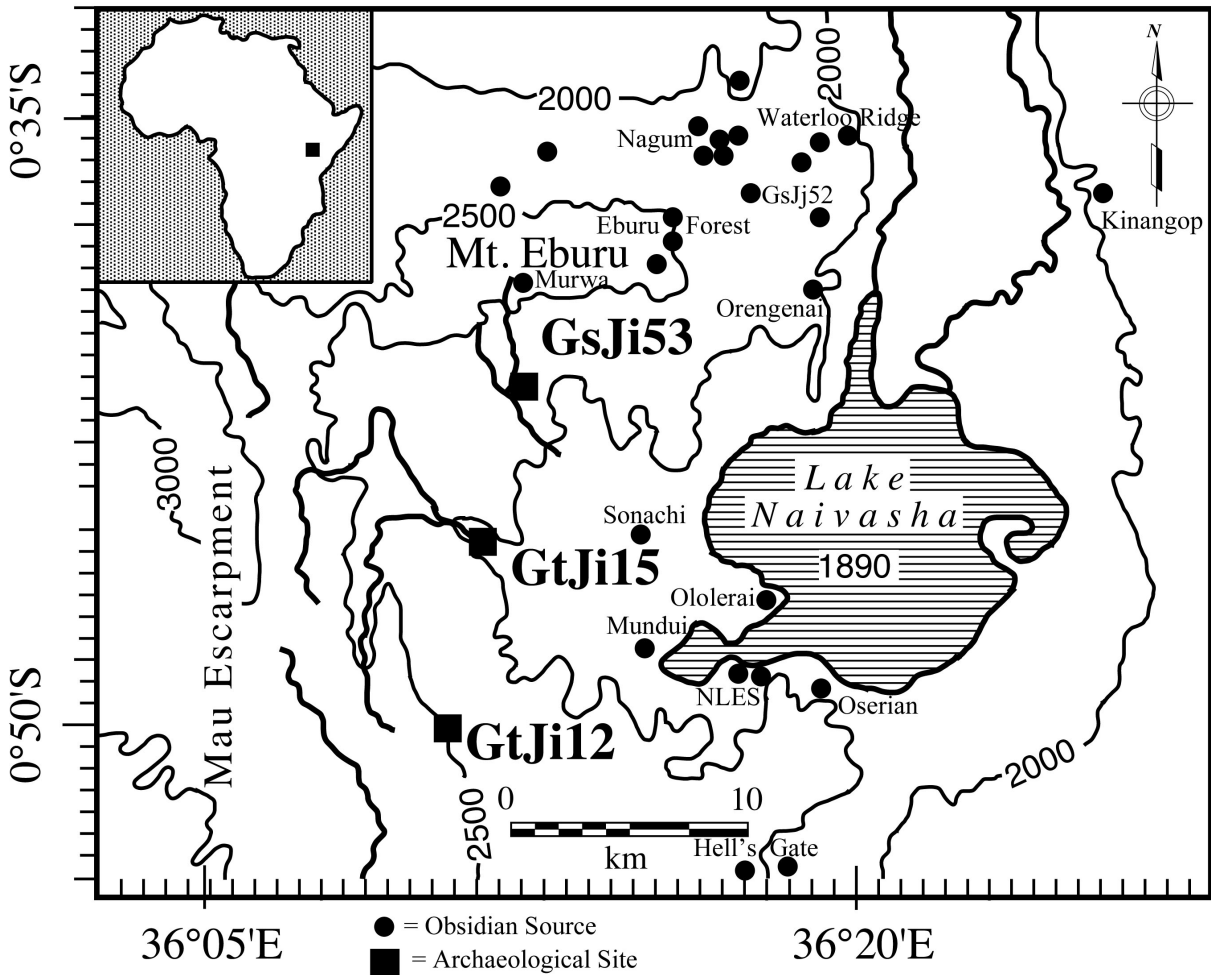 N
0°35'S
2000
2000
Waterloo Ridge
Nagum
GsJj52
Kinangop
2500
Eburu Forest
Mt. Eburu
Murwa
Orengenai
GsJi53
3000
Mau Escarpment
Lake
Naivasha
1890
Sonachi
GtJi15
Ololerai
Mundui
NLES
Oserian
0°50'S
GtJi12
2000
0 10
km
2500
Hell's Gate
36°05'E
36°20'E
= Obsidian Source
= Archaeological Site